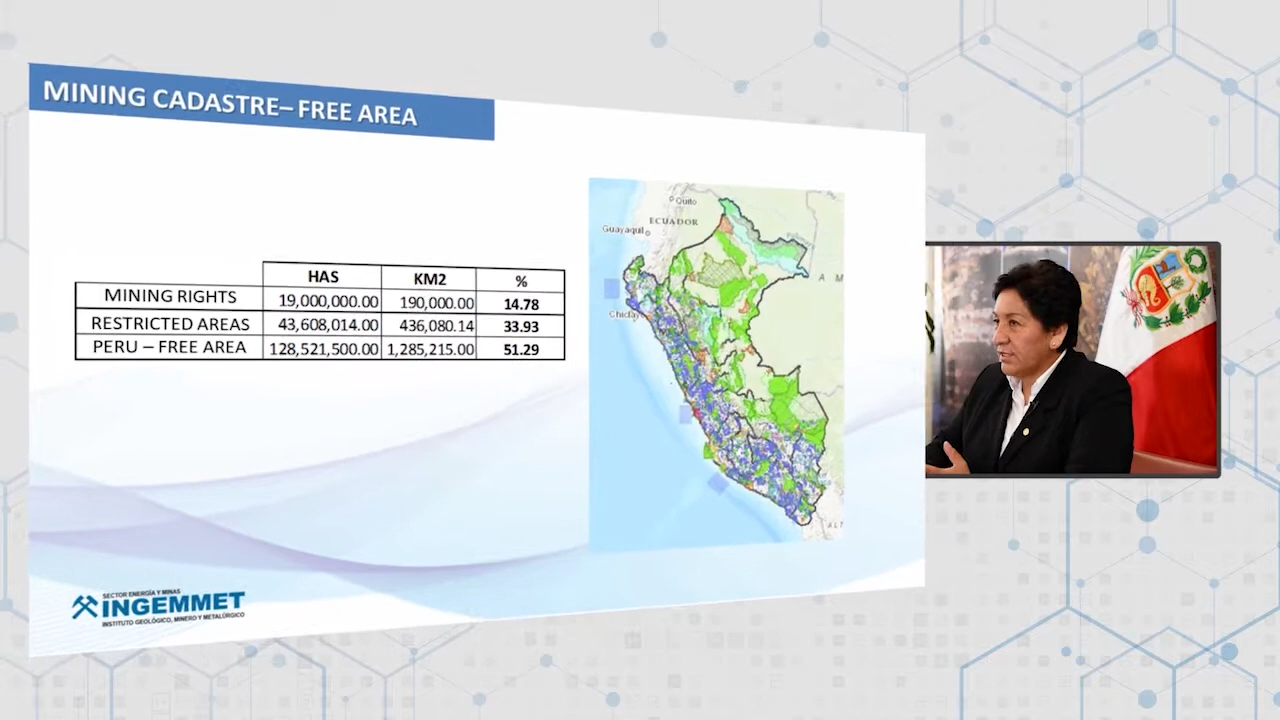 MINING CADASTRE– FREE AREA
HAS KM2 %
MINING RIGHTS 19,000,000.00 190,000.00 14.78
RESTRICTED AREAS 43,608,014.00 436,080.14 33.93
PERU – FREE AREA 128,521,500.00 1,285,215.00 51.29
Quito
ECUADOR
Guayaquil
Chiclayo
A M
ALT
SECTOR ENERGÍA Y MINAS
INGEMMET
INSTITUTO GEOLÓGICO, MINERO Y METALÚRGICO